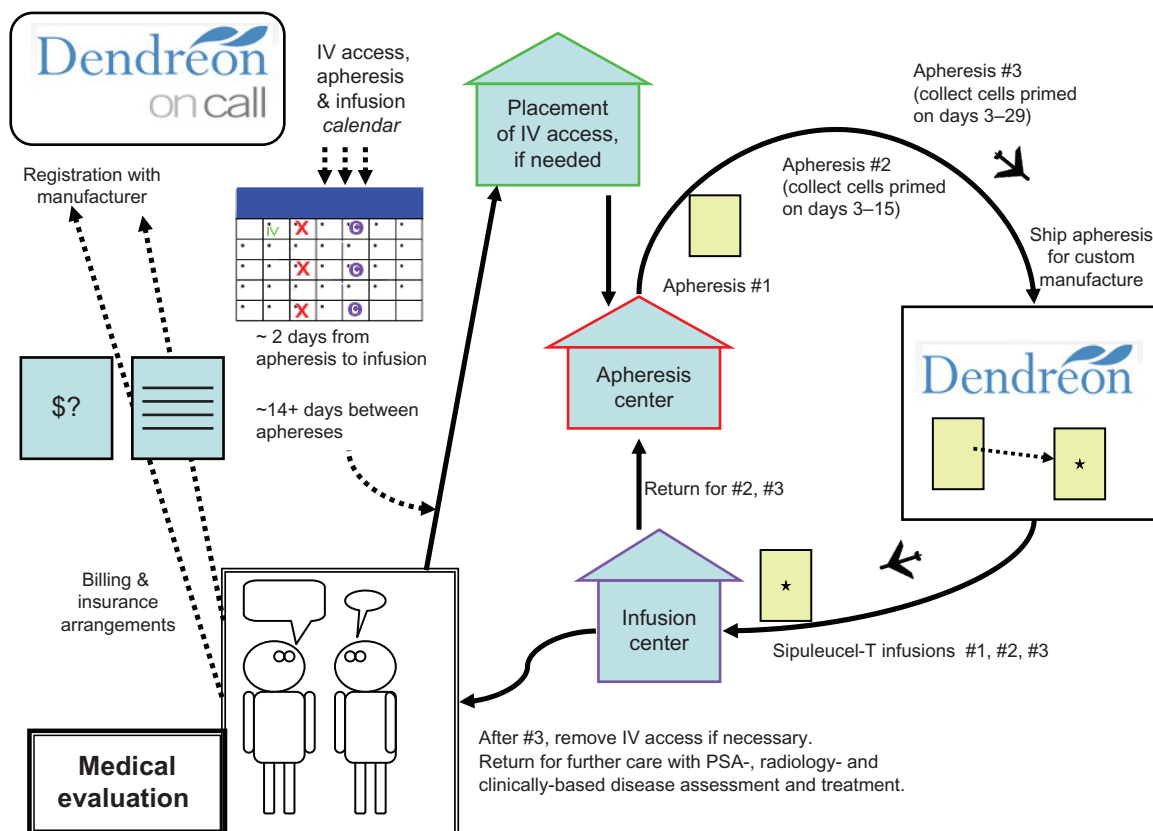 Dendreon
on call
IV access,
apheresis
& infusion
calendar
Registration with
manufacturer
IV
X
C
X
C
X
C
~ 2 days from
apheresis to infusion
~14+ days between
aphereses
$?
Billing &
insurance
arrangements
Medical
evaluation
Placement
of IV access,
if needed
Apheresis #3
(collect cells primed
on days 3–29)
Apheresis #2
(collect cells primed
on days 3–15)
Apheresis #1
Ship apheresis
for custom
manufacture
Dendreon
Apheresis
center
Return for #2, #3
Infusion
center
Sipuleucel-T infusions #1, #2, #3
After #3, remove IV access if necessary.
Return for further care with PSA-, radiology- and
clinically-based disease assessment and treatment.